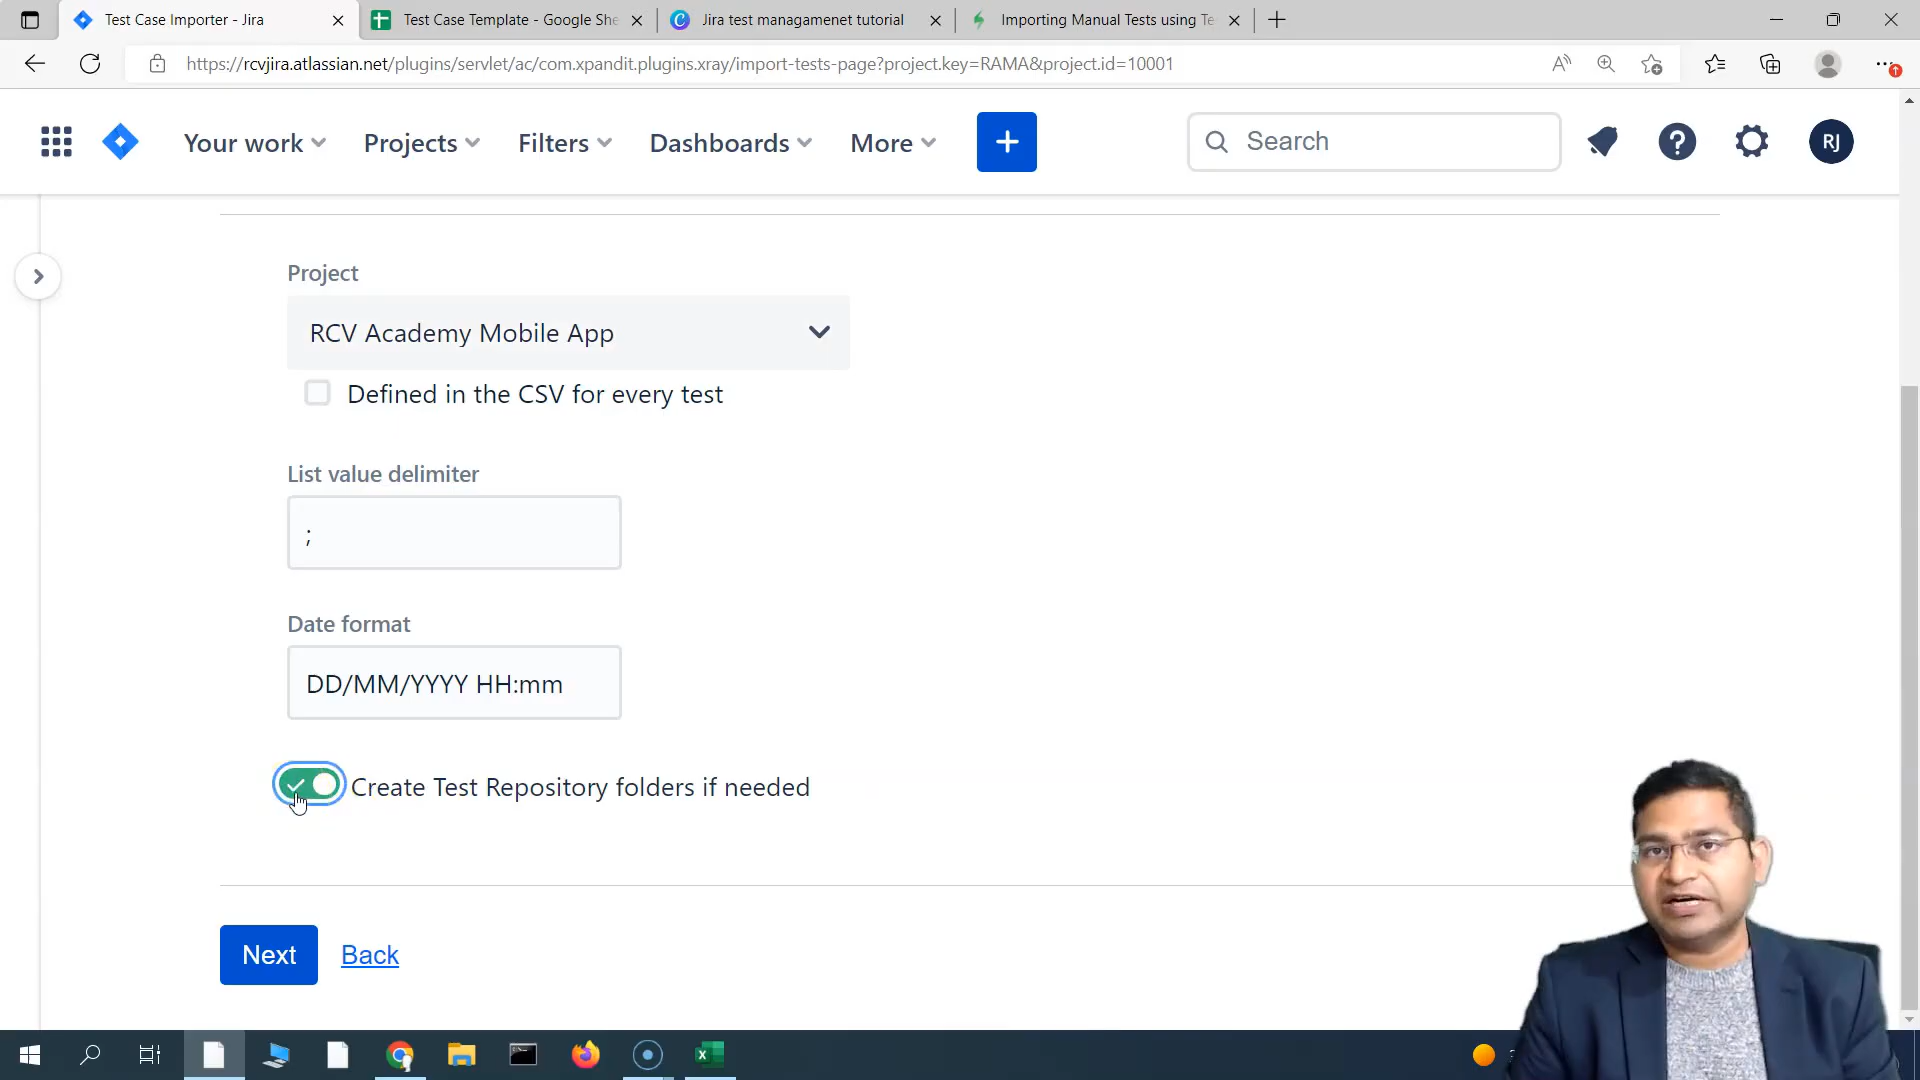 Test Case Importer - Jira
Test Case Template - Google She
Jira test managamenet tutorial
Importing Manual Tests using Te
https://rcvjira.atlassian.net/plugins/servlet/ac/com.xpandit.plugins.xray/import-tests-page?project.key=RAMA&project.id=10001
Your work
Projects
Filters
Dashboards
More
Search
RJ
Project
RCV Academy Mobile App
Defined in the CSV for every test
List value delimiter
;
Date format
DD/MM/YYYY HH:mm
Create Test Repository folders if needed
Next
Back